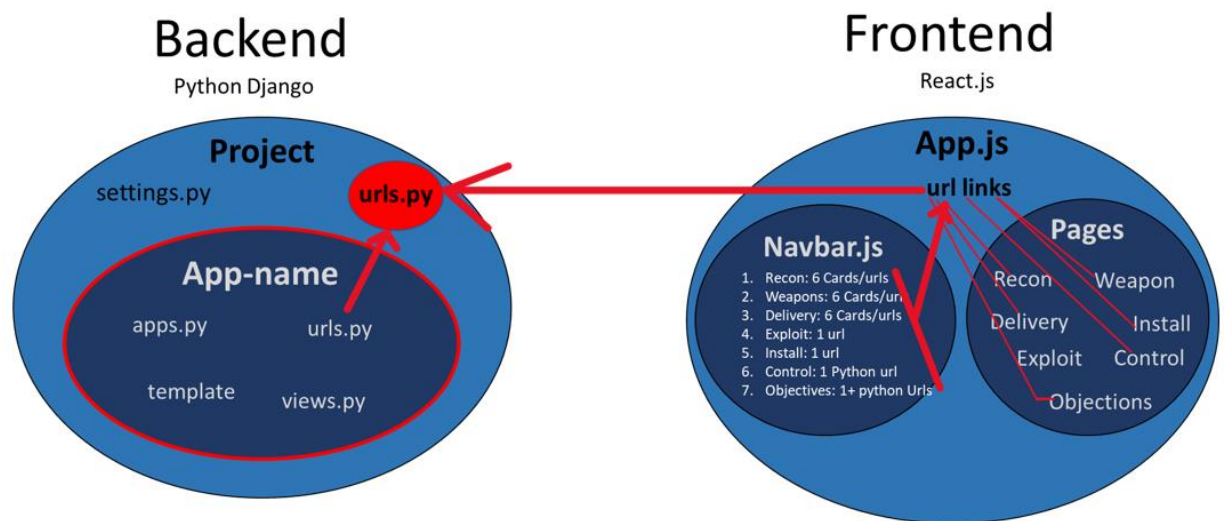 Backend
Python Django
Project
settings.py
urls.py
App-name
apps.py
urls.py
template
views.py
Frontend
React.js
App.js
url links
Navbar.js
1. Recon: 6 Cards/urls
2. Weapons: 6 Cards/url
3. Delivery: 6 Cards/urls
4. Exploit: 1 url
5. Install: 1 url
6. Control: 1 Python url
7. Objectives: 1+ python Urls
Pages
Recon
Weapon
Delivery
Install
Exploit
Control
Objections